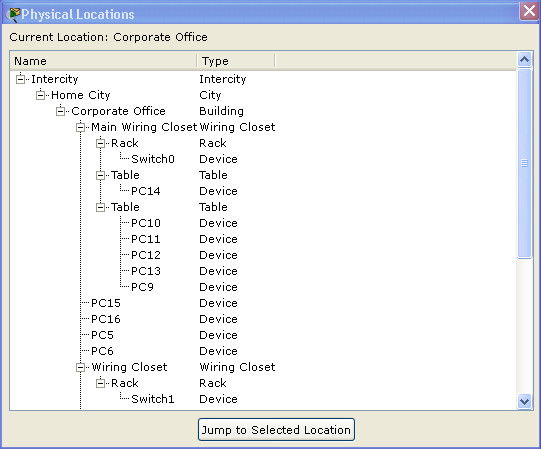 Physical Locations
Current Location: Corporate Office
Name Type
Intercity Intercity
Home City City
Corporate Office Building
Main Wiring Closet Wiring Closet
Rack Rack
Switch0 Device
Table Table
PC14 Device
Table Table
PC10 Device
PC11 Device
PC12 Device
PC13 Device
PC9 Device
PC15 Device
PC16 Device
PC5 Device
PC6 Device
Wiring Closet Wiring Closet
Rack Rack
Switch1 Device
Jump to Selected Location